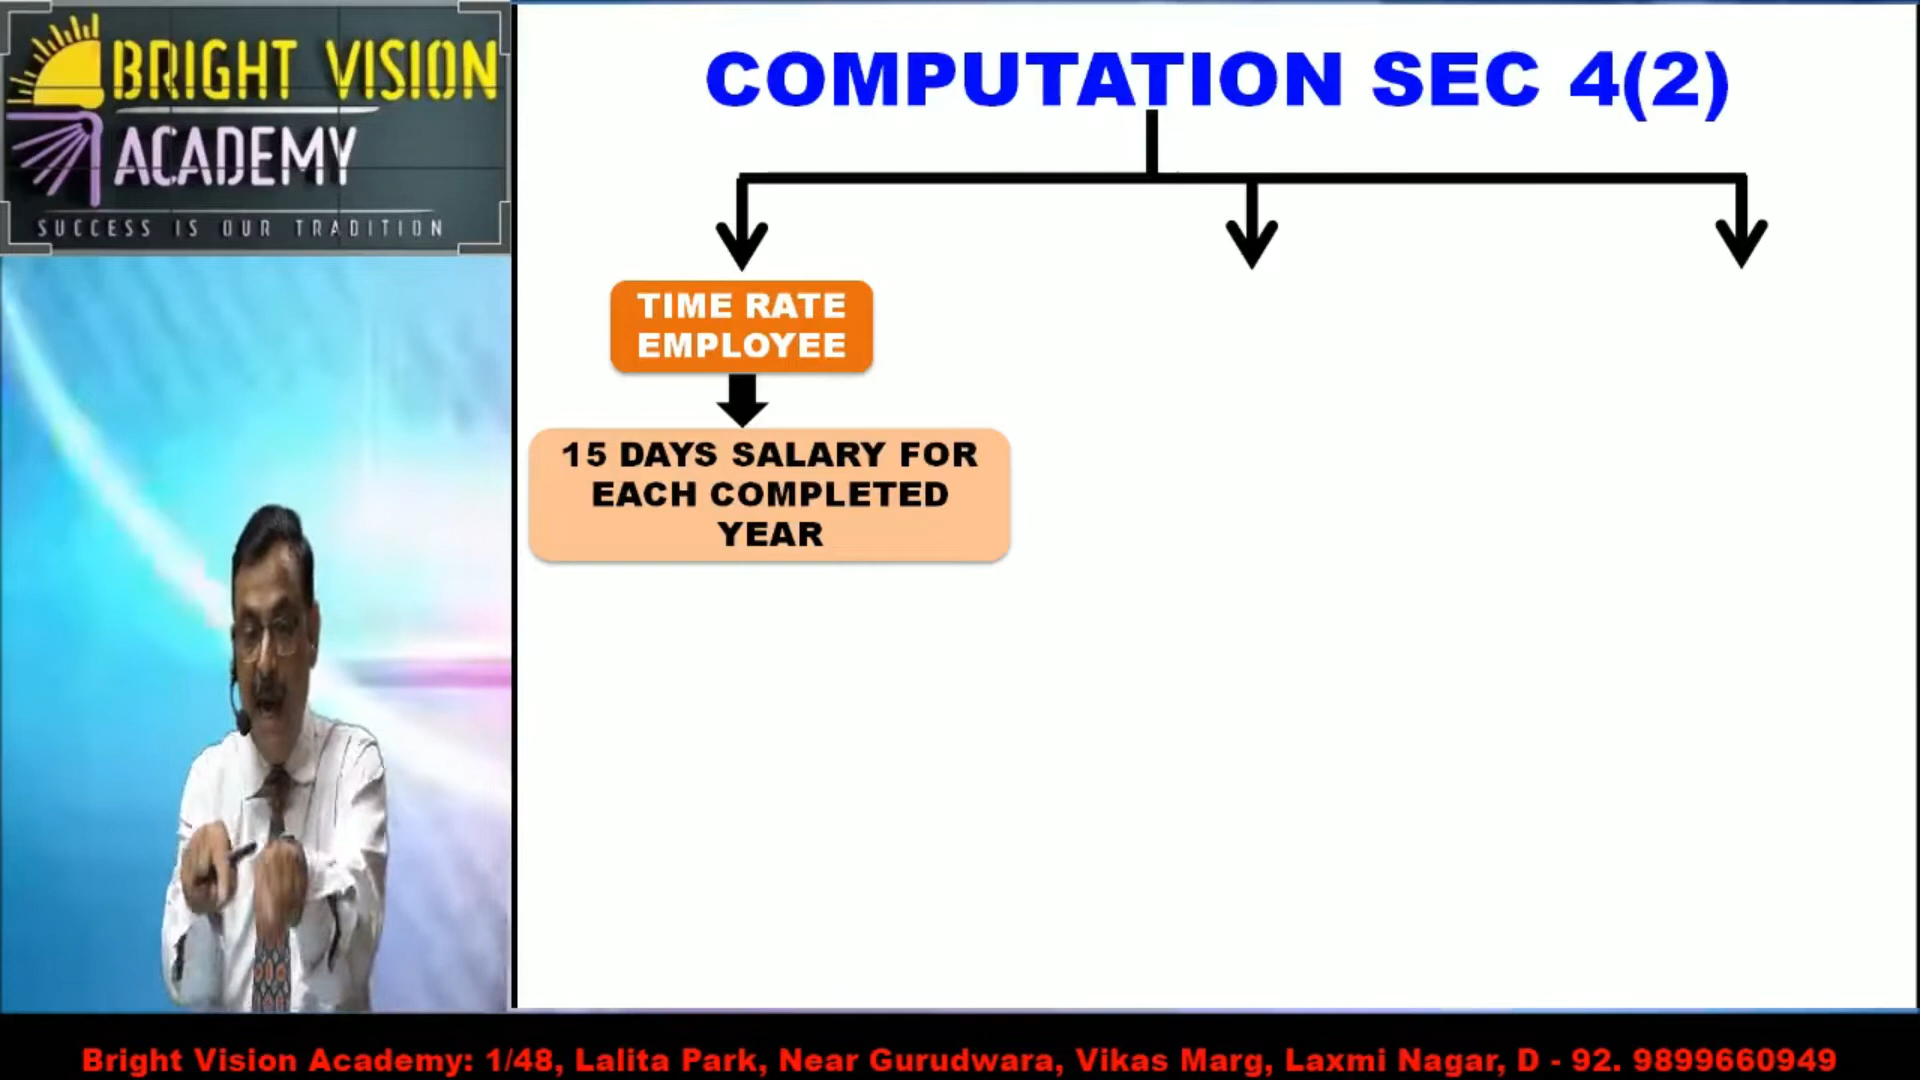 BRIGHT VISION
ACADEMY
SUCCESS IS OUR TRADITION
COMPUTATION SEC 4(2)
TIME RATE
EMPLOYEE
15 DAYS SALARY FOR
EACH COMPLETED
YEAR
Bright Vision Academy: 1/48, Lalita Park, Near Gurudwara, Vikas Marg, Laxmi Nagar, D - 92. 9899660949